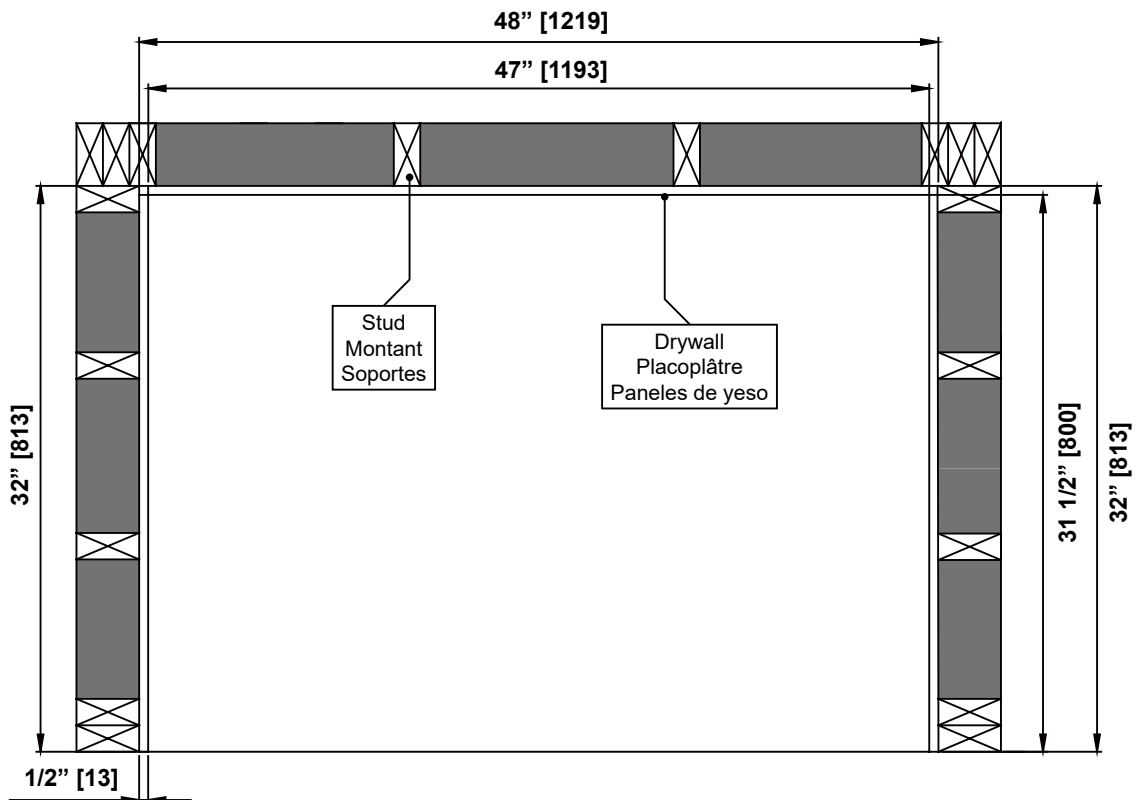 48” [1219]
47” [1193]
Stud
Montant
Soportes
Drywall
Placoplâtre
Paneles de yeso
32” [813]
31 1/2” [800]
32” [813]
1/2” [13]